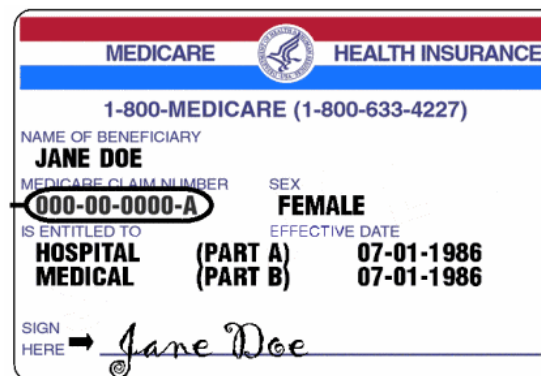 MEDICARE HEALTH INSURANCE
1-800-MEDICARE (1-800-633-4227)
NAME OF BENEFICIARY
JANE DOE
MEDICARE CLAIM NUMBER SEX
000-00-0000-A FEMALE
IS ENTITLED TO EFFECTIVE DATE
HOSPITAL (PART A) 07-01-1986
MEDICAL (PART B) 07-01-1986
SIGN
HERE Jane Doe